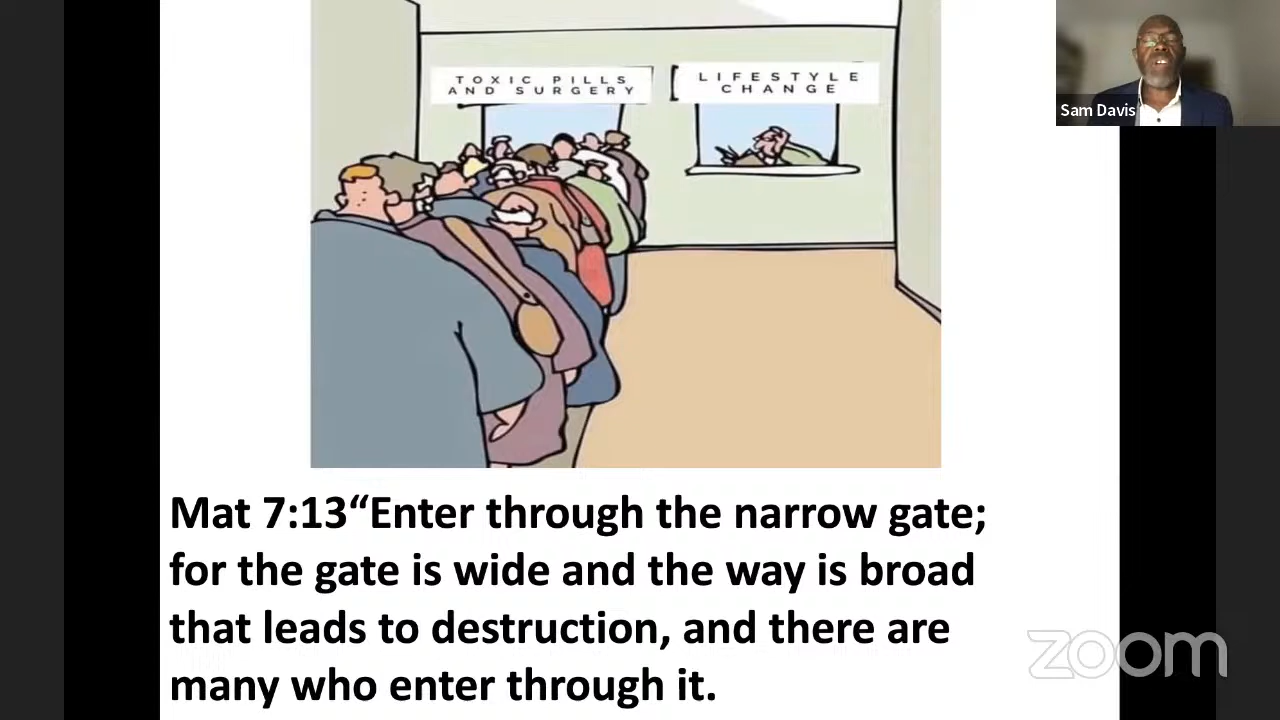 TOXIC PILLS
AND SURGERY
LIFESTYLE
CHANGE
Sam Davis
Mat 7:13“Enter through the narrow gate;
for the gate is wide and the way is broad
that leads to destruction, and there are
many who enter through it.
zoom